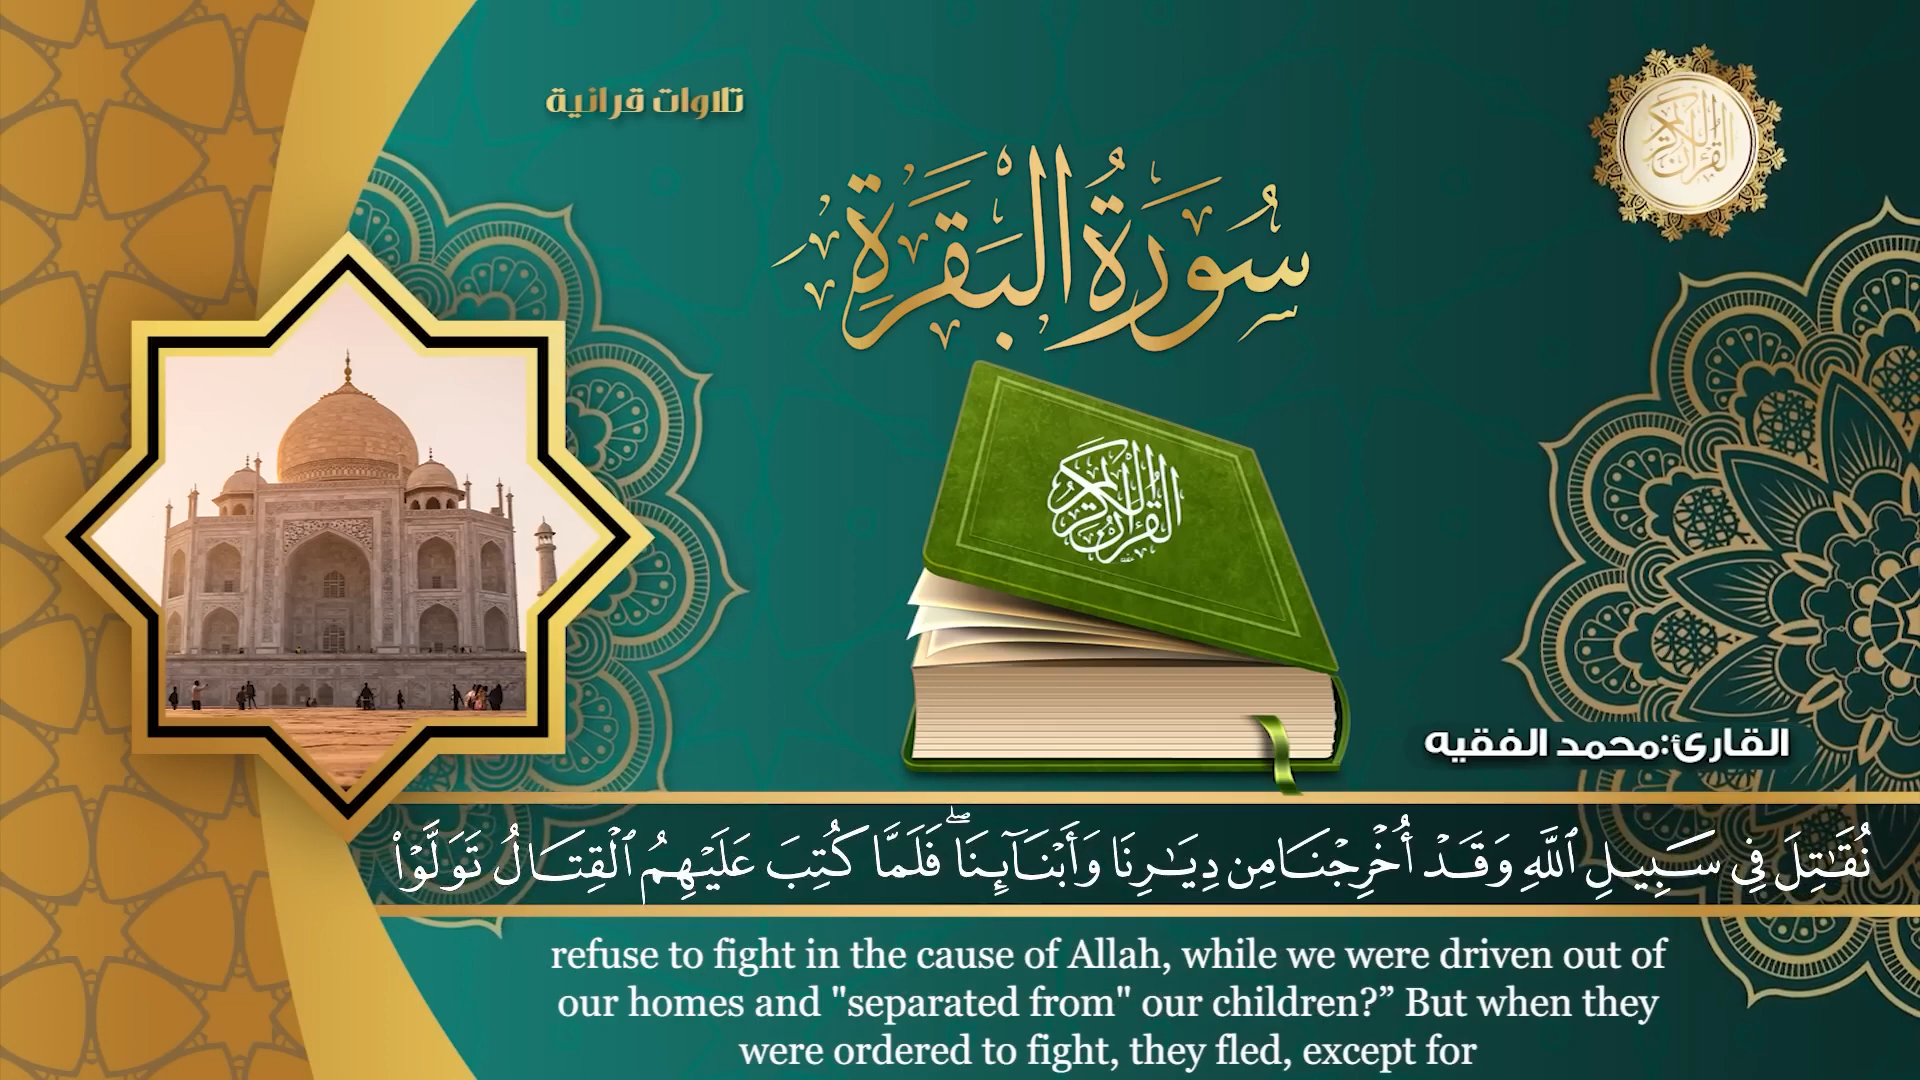 تلاوات قرانية
القرآن الكريم
سُورَةُ البَقَرَةِ
القرآن الكريم
القارئ:محمد الفقيه
نُقَٰتِلَ فِى سَبِيلِ ٱللَّهِ وَقَدْ أُخْرِجْنَا مِن دِيَٰرِنَا وَأَبْنَآئِنَا ۖ فَلَمَّا كُتِبَ عَلَيْهِمُ ٱلْقِتَالُ تَوَلَّوْا۟
refuse to fight in the cause of Allah, while we were driven out of
our homes and "separated from" our children?” But when they
were ordered to fight, they fled, except for